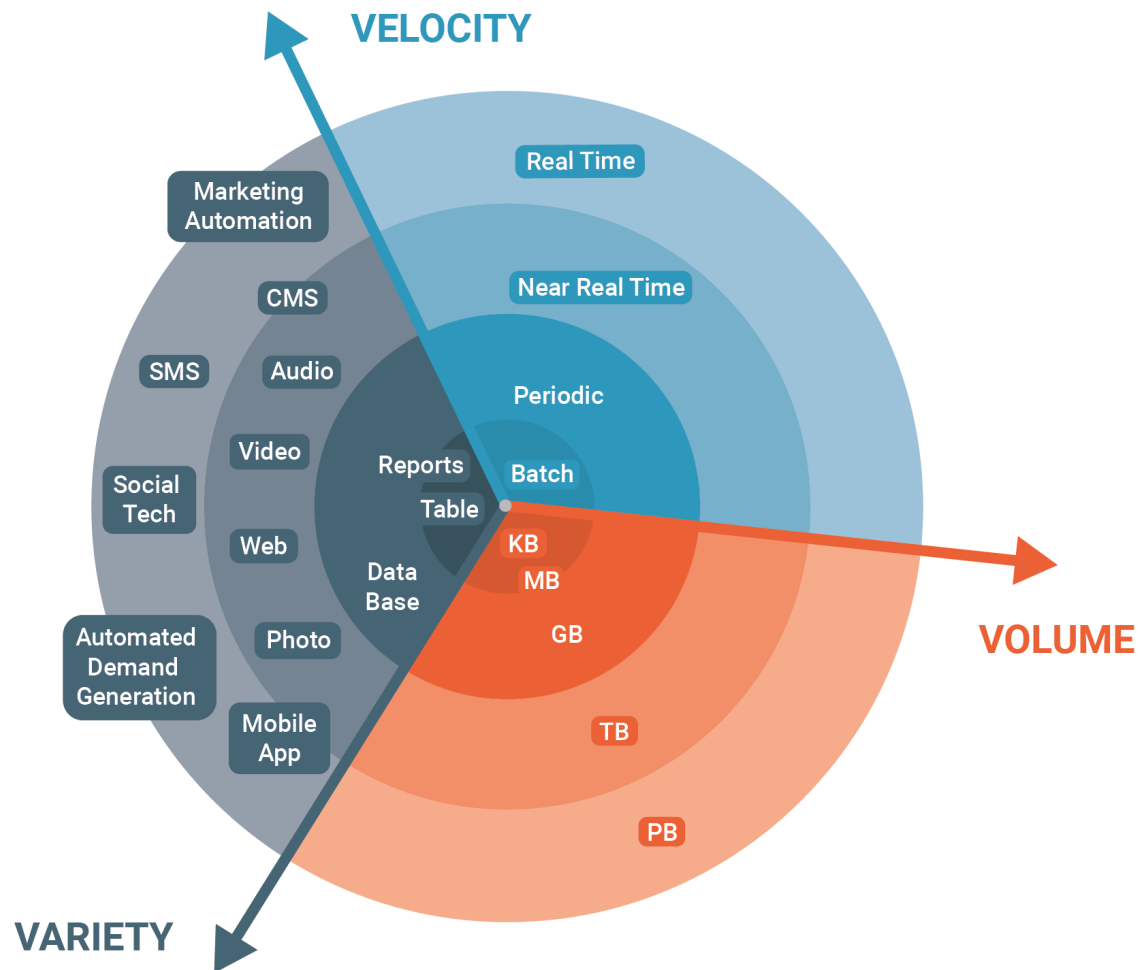 VELOCITY
Real Time
Near Real Time
Periodic
Batch
Marketing
Automation
CMS
SMS
Audio
Video
Reports
Social
Tech
Table
Web
Data
Base
Automated
Demand
Generation
Photo
Mobile
App
KB
MB
GB
TB
PB
VOLUME
VARIETY